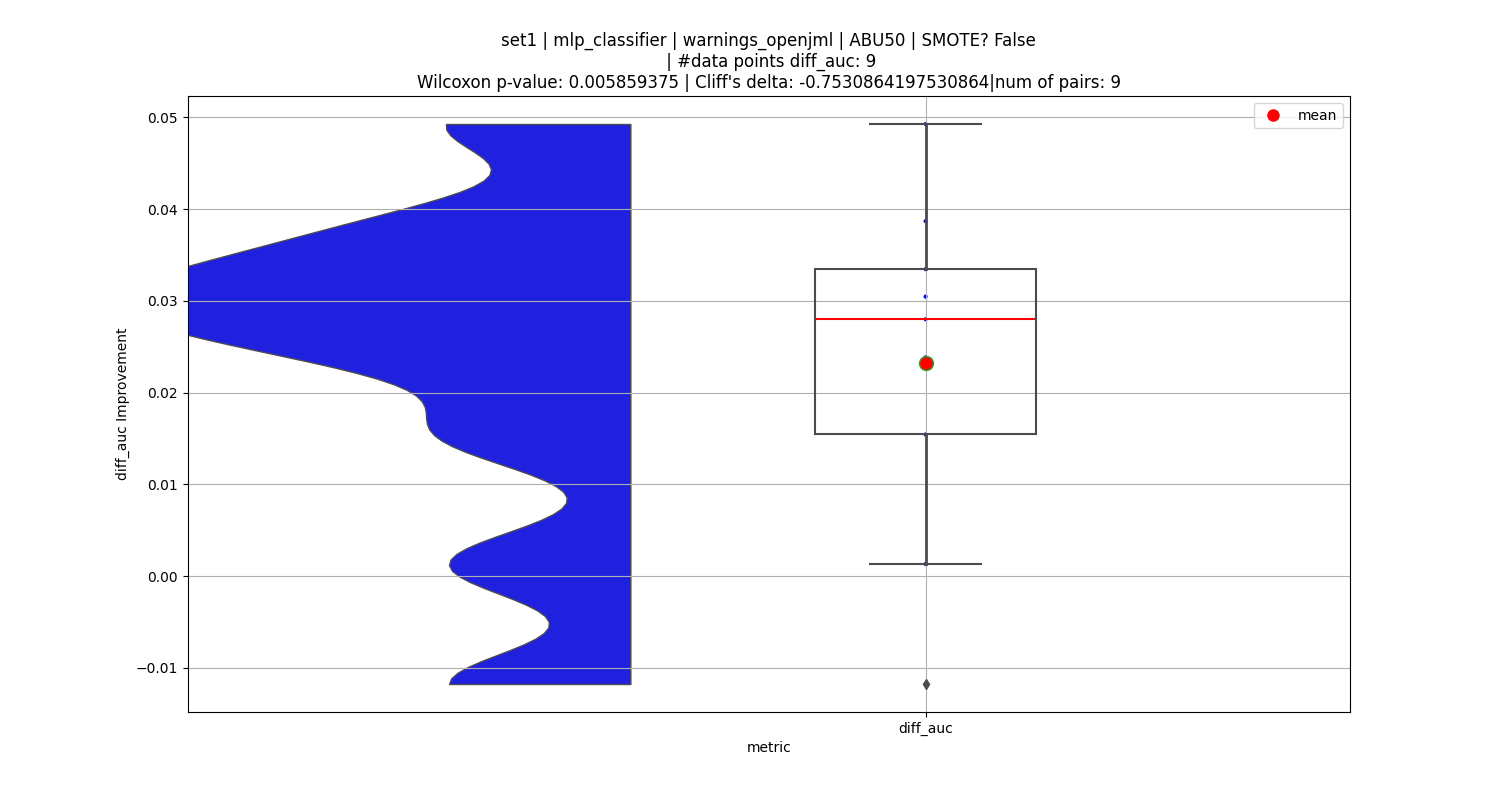 set1 | mlp_classifier | warnings_openjml | ABU50 | SMOTE? False
| #data points diff_auc: 9
Wilcoxon p-value: 0.005859375 | Cliff's delta: -0.7530864197530864|num of pairs: 9
mean
0.05
0.04
0.03
0.02
0.01
0.00
−0.01
diff_auc Improvement
diff_auc
metric